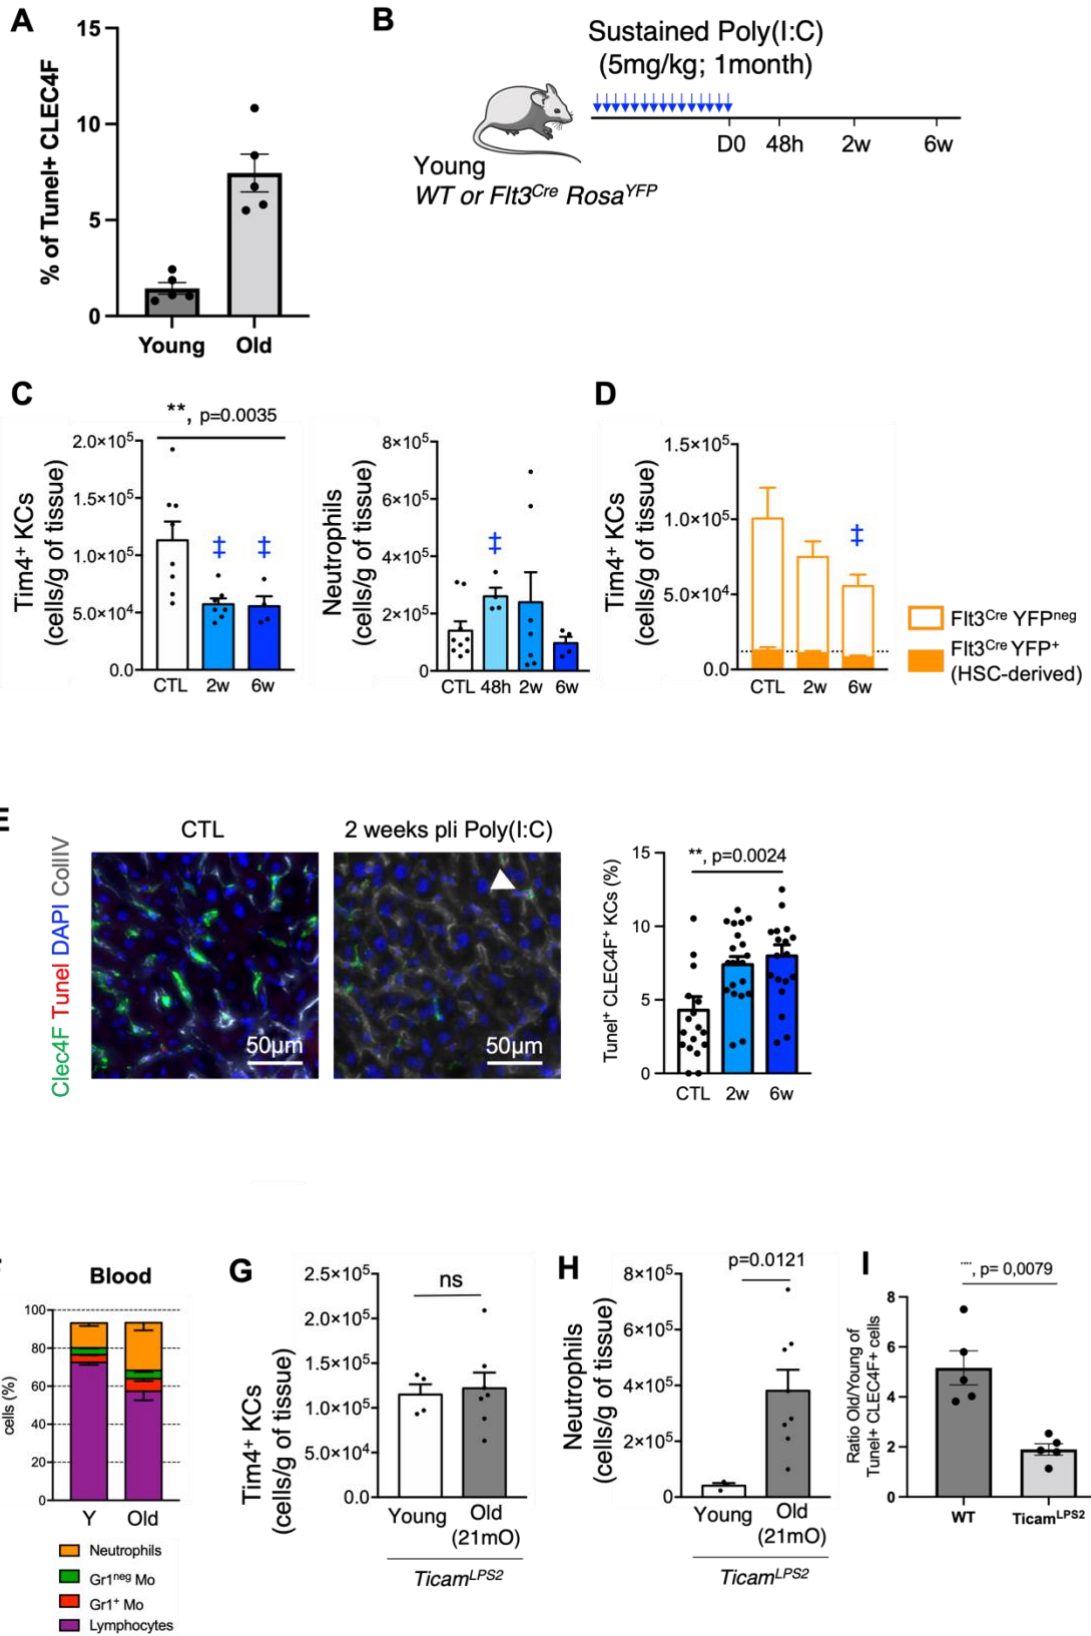 A
% of Tunel+ CLEC4F
15
10
5
0
Young
Old
B
Sustained Poly(I:C)
(5mg/kg; 1month)
D0 48h 2w 6w
Young
WT or Flt3Cre RosaYFP
C
**, p=0.0035
Tim4+ KCs
(cells/g of tissue)
2.0×10⁵
1.5×10⁵
1.0×10⁵
5.0×10⁴
0.0
‡ ‡
CTL 2w 6w
Neutrophils
(cells/g of tissue)
8×10⁵
6×10⁵
4×10⁵
2×10⁵
0
‡
CTL 48h 2w 6w
D
Tim4+ KCs
(cells/g of tissue)
1.5×10⁵
1.0×10⁵
5.0×10⁴
0.0
‡
CTL 2w 6w
Flt3Cre YFPneg
Flt3Cre YFP+
(HSC-derived)
E
Clec4F Tunel DAPI CollIV
CTL
2 weeks pli Poly(I:C)
50µm
50µm
Tunel+ CLEC4F+ KCs (%)
**, p=0.0024
15
10
5
0
CTL 2w 6w
Blood
cells (%)
100
80
60
40
20
0
Y Old
Neutrophils
Gr1neg Mo
Gr1+ Mo
Lymphocytes
G
Tim4+ KCs
(cells/g of tissue)
2.5×10⁵
2.0×10⁵
1.5×10⁵
1.0×10⁵
5.0×10⁴
0.0
ns
Young Old
(21mO)
TicamLPS2
H
Neutrophils
(cells/g of tissue)
p=0.0121
8×10⁵
6×10⁵
4×10⁵
2×10⁵
0
Young Old
(21mO)
TicamLPS2
I
, p= 0,0079
Ratio Old/Young of
Tunel+ CLEC4F+ cells
8
6
4
2
0
WT TicamLPS2